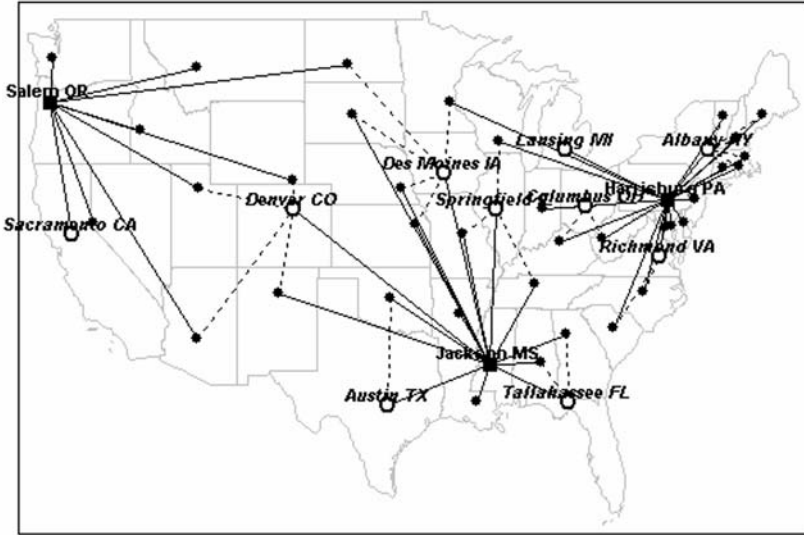 Salem OR
Lansing MI
Albany NY
Des Moines IA
Harrisburg PA
Denver CO
Springfield
Columbus OH
Sacramento CA
Richmond VA
Jackson MS
Austin TX
Tallahassee FL